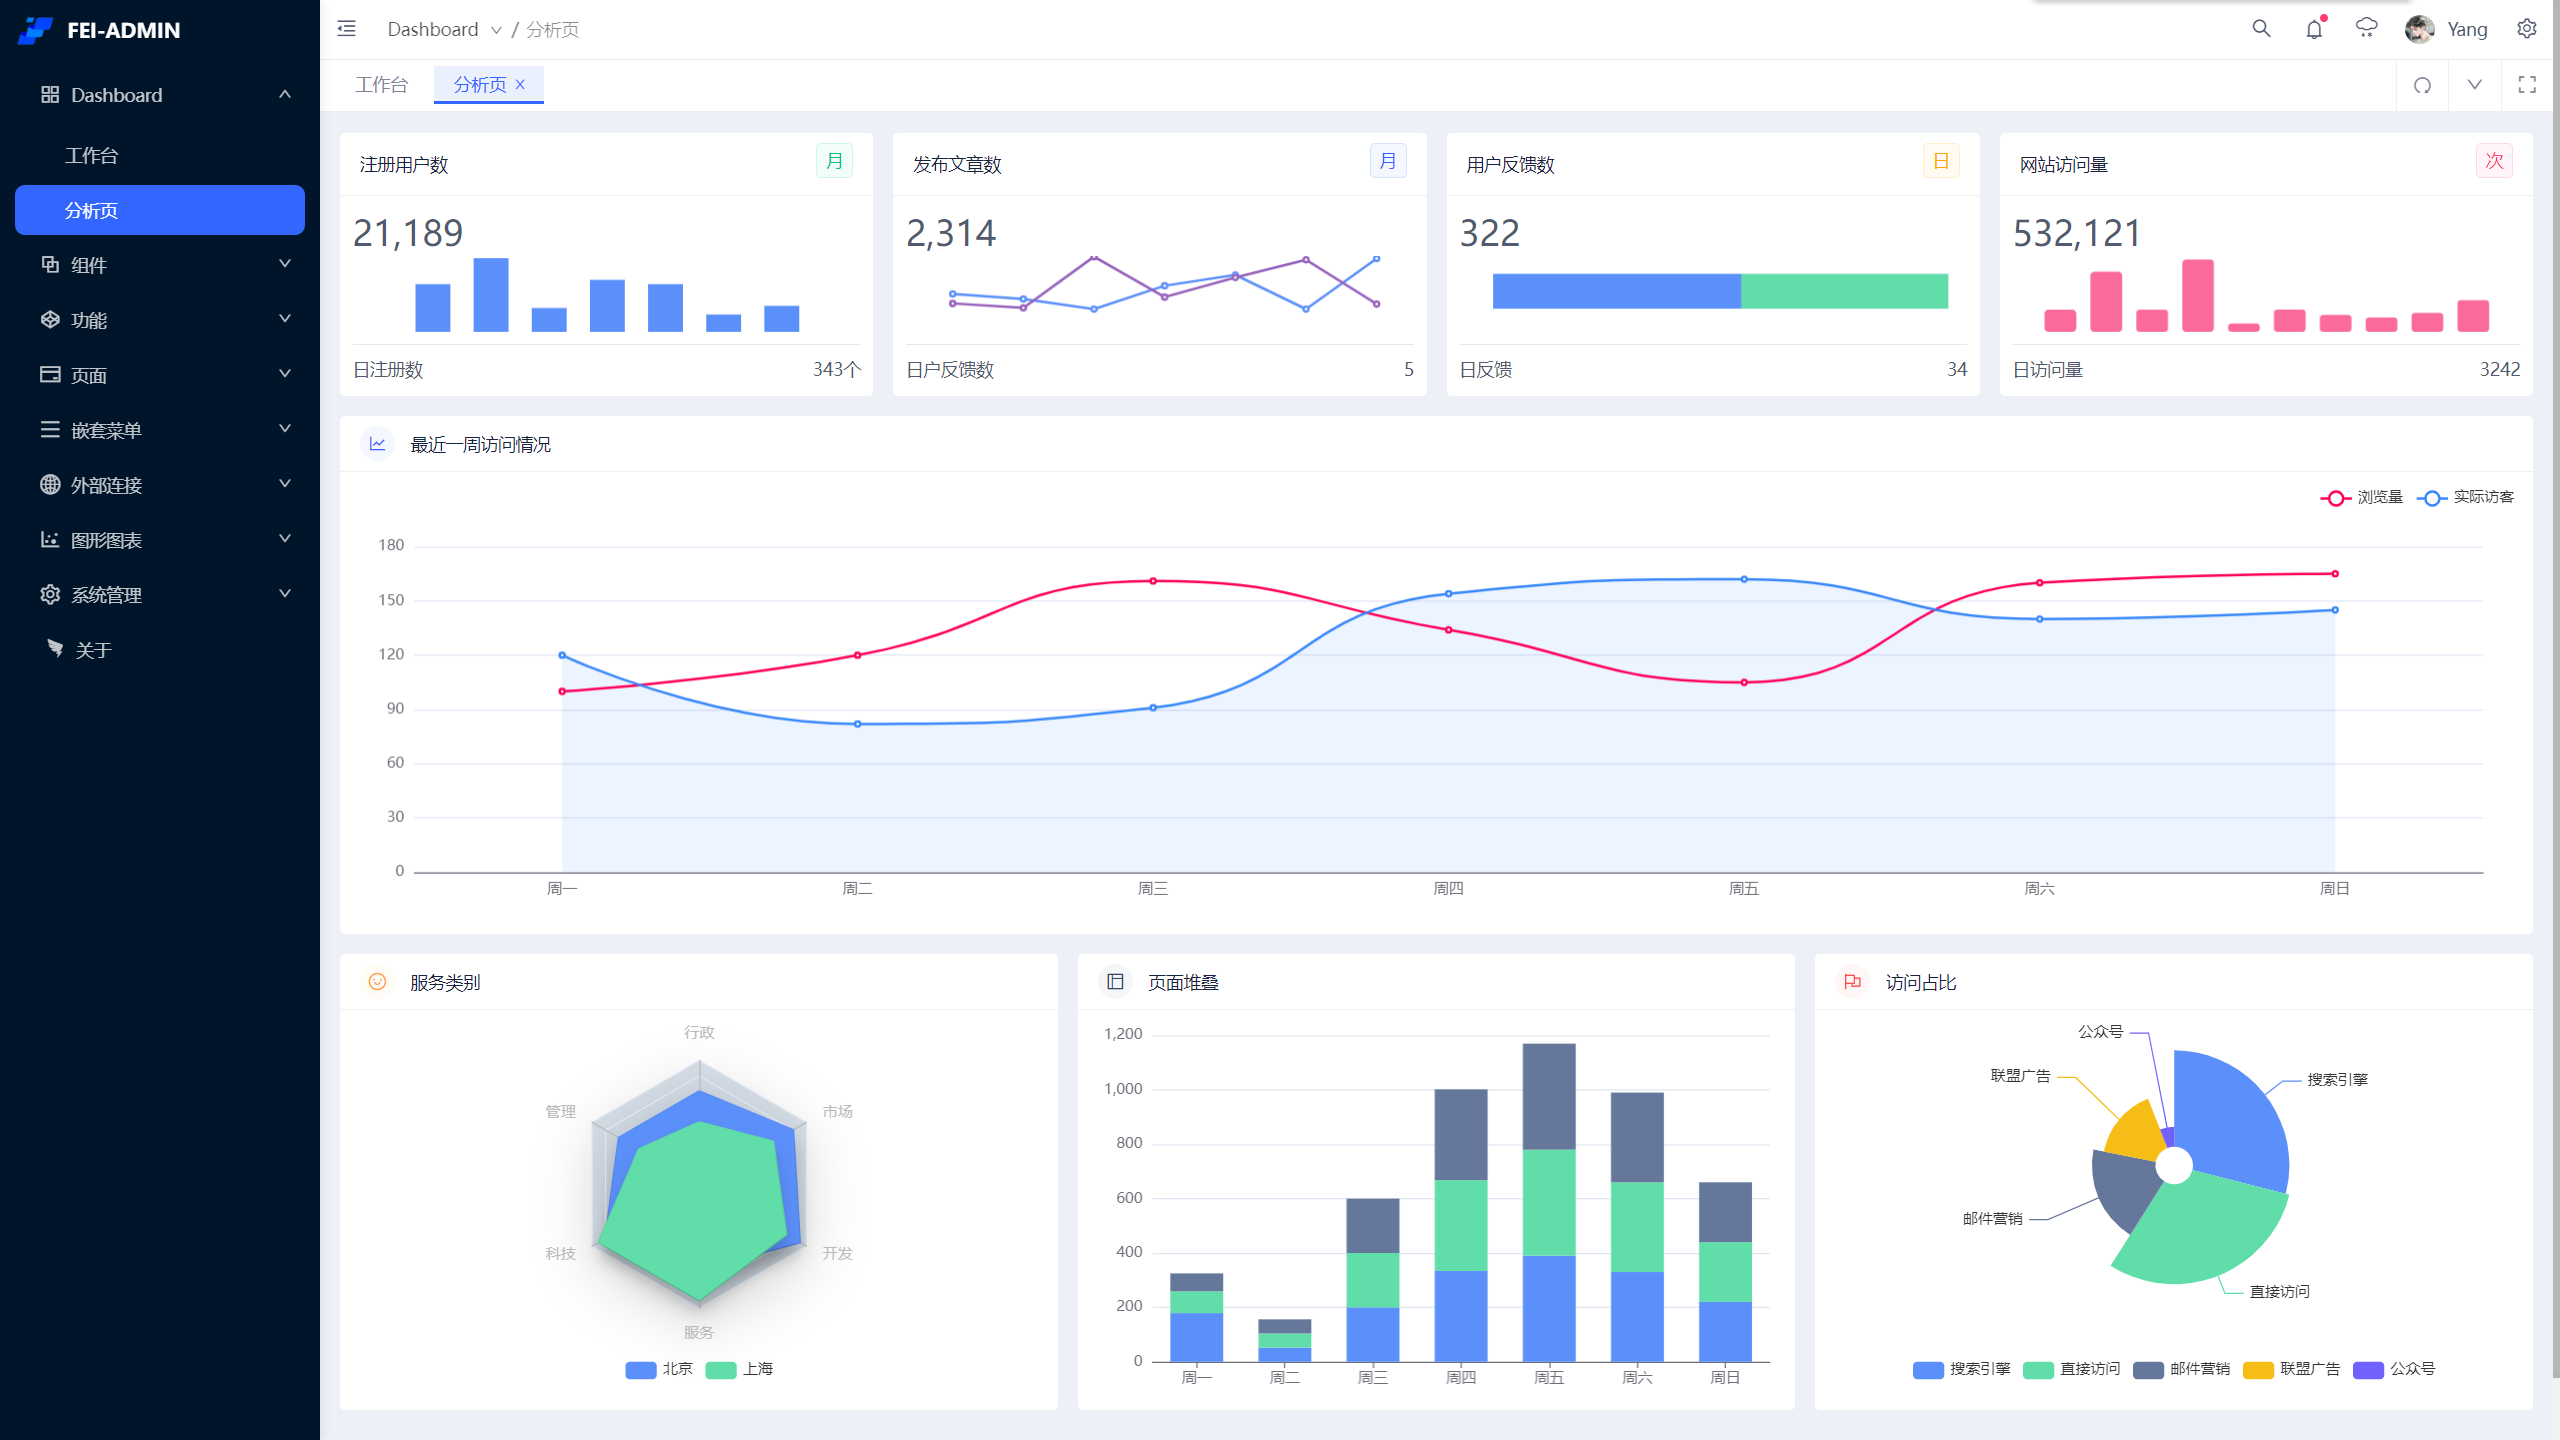 FEI-ADMIN
Dashboard
工作台
分析页
组件
功能
页面
嵌套菜单
外部连接
图形图表
系统管理
关于
Dashboard / 分析页
Yang
工作台 分析页
注册用户数 月
21,189
日注册数 343个
发布文章数 月
2,314
日户反馈数 5
用户反馈数 日
322
日反馈 34
网站访问量 次
532,121
日访问量 3242
最近一周访问情况
浏览量 实际访客
180
150
120
90
60
30
0
周一 周二 周三 周四 周五 周六 周日
服务类别
行政
管理 市场
科技 开发
服务
北京 上海
页面堆叠
1,200
1,000
800
600
400
200
0
周一 周二 周三 周四 周五 周六 周日
访问占比
公众号
联盟广告 搜索引擎
邮件营销
直接访问
搜索引擎 直接访问 邮件营销 联盟广告 公众号